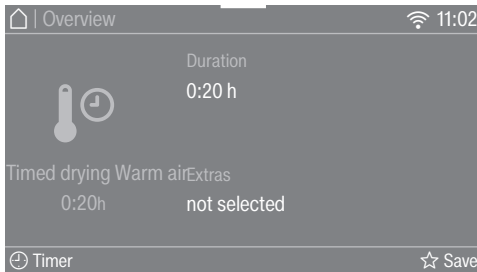 | Overview
11:02
Duration
0:20 h
Timed drying Warm air
0:20h
Extras
not selected
Timer
Save